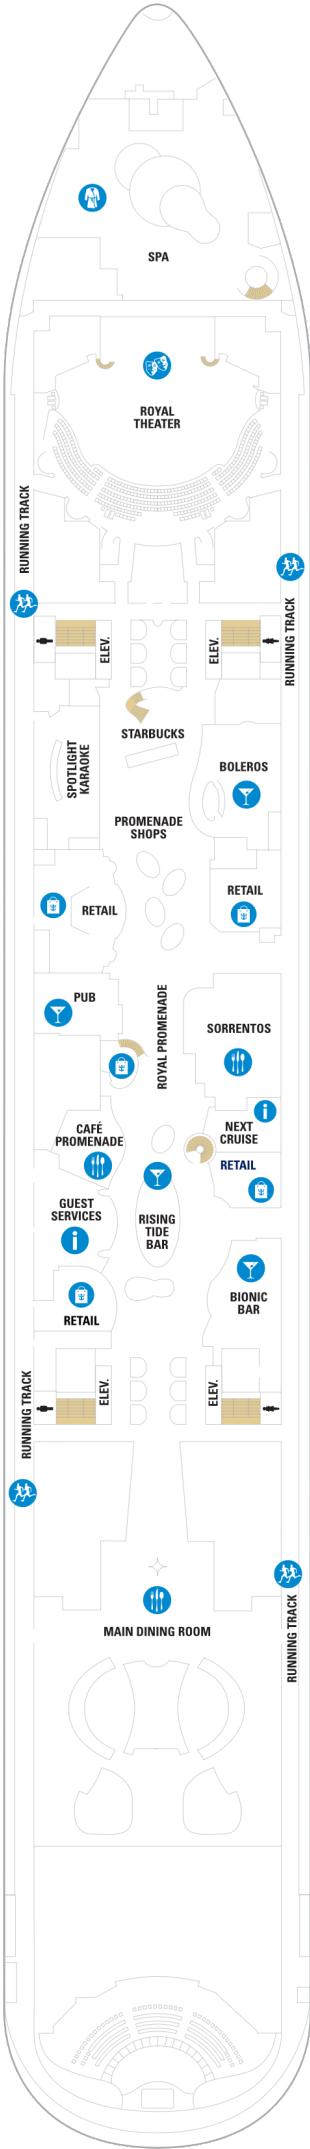 SPA
ROYAL
THEATER
RUNNING TRACK
RUNNING TRACK
ELEV.
ELEV.
STARBUCKS
SPOTLIGHT
KARAOKE
BOLEROS
PROMENADE
SHOPS
RETAIL
RETAIL
PUB
ROYAL PROMENADE
SORRENTOS
CAFÉ
PROMENADE
NEXT
CRUISE
RETAIL
GUEST
SERVICES
RISING
TIDE
BAR
BIONIC
BAR
RETAIL
ELEV.
ELEV.
RUNNING TRACK
MAIN DINING ROOM
RUNNING TRACK